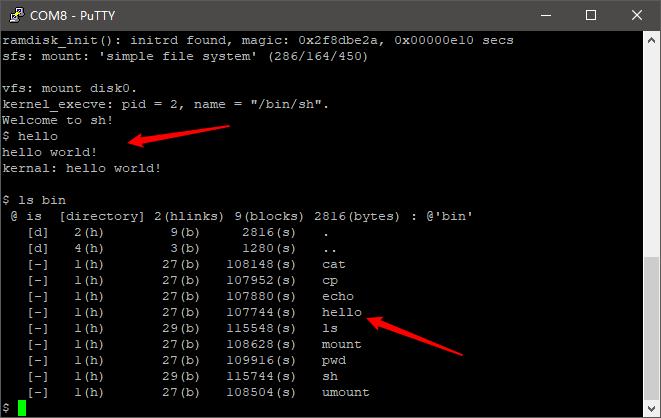 COM8 - PuTTY
ramdisk_init(): initrd found, magic: 0x2f8dbe2a, 0x00000e10 secs
sfs: mount: 'simple file system' (286/164/450)
vfs: mount disk0.
kernel_execve: pid = 2, name = "/bin/sh".
Welcome to sh!
$ hello
hello world!
kernal: hello world!
$ ls bin
@ is [directory] 2(hlinks) 9(blocks) 2816(bytes) : @'bin'
[d] 2(h) 9(b) 2816(s) .
[d] 4(h) 3(b) 1280(s) ..
[-] 1(h) 27(b) 108148(s) cat
[-] 1(h) 27(b) 107952(s) cp
[-] 1(h) 27(b) 107880(s) echo
[-] 1(h) 27(b) 107744(s) hello
[-] 1(h) 29(b) 115548(s) ls
[-] 1(h) 27(b) 108628(s) mount
[-] 1(h) 27(b) 109916(s) pwd
[-] 1(h) 29(b) 115744(s) sh
[-] 1(h) 27(b) 108504(s) umount
$